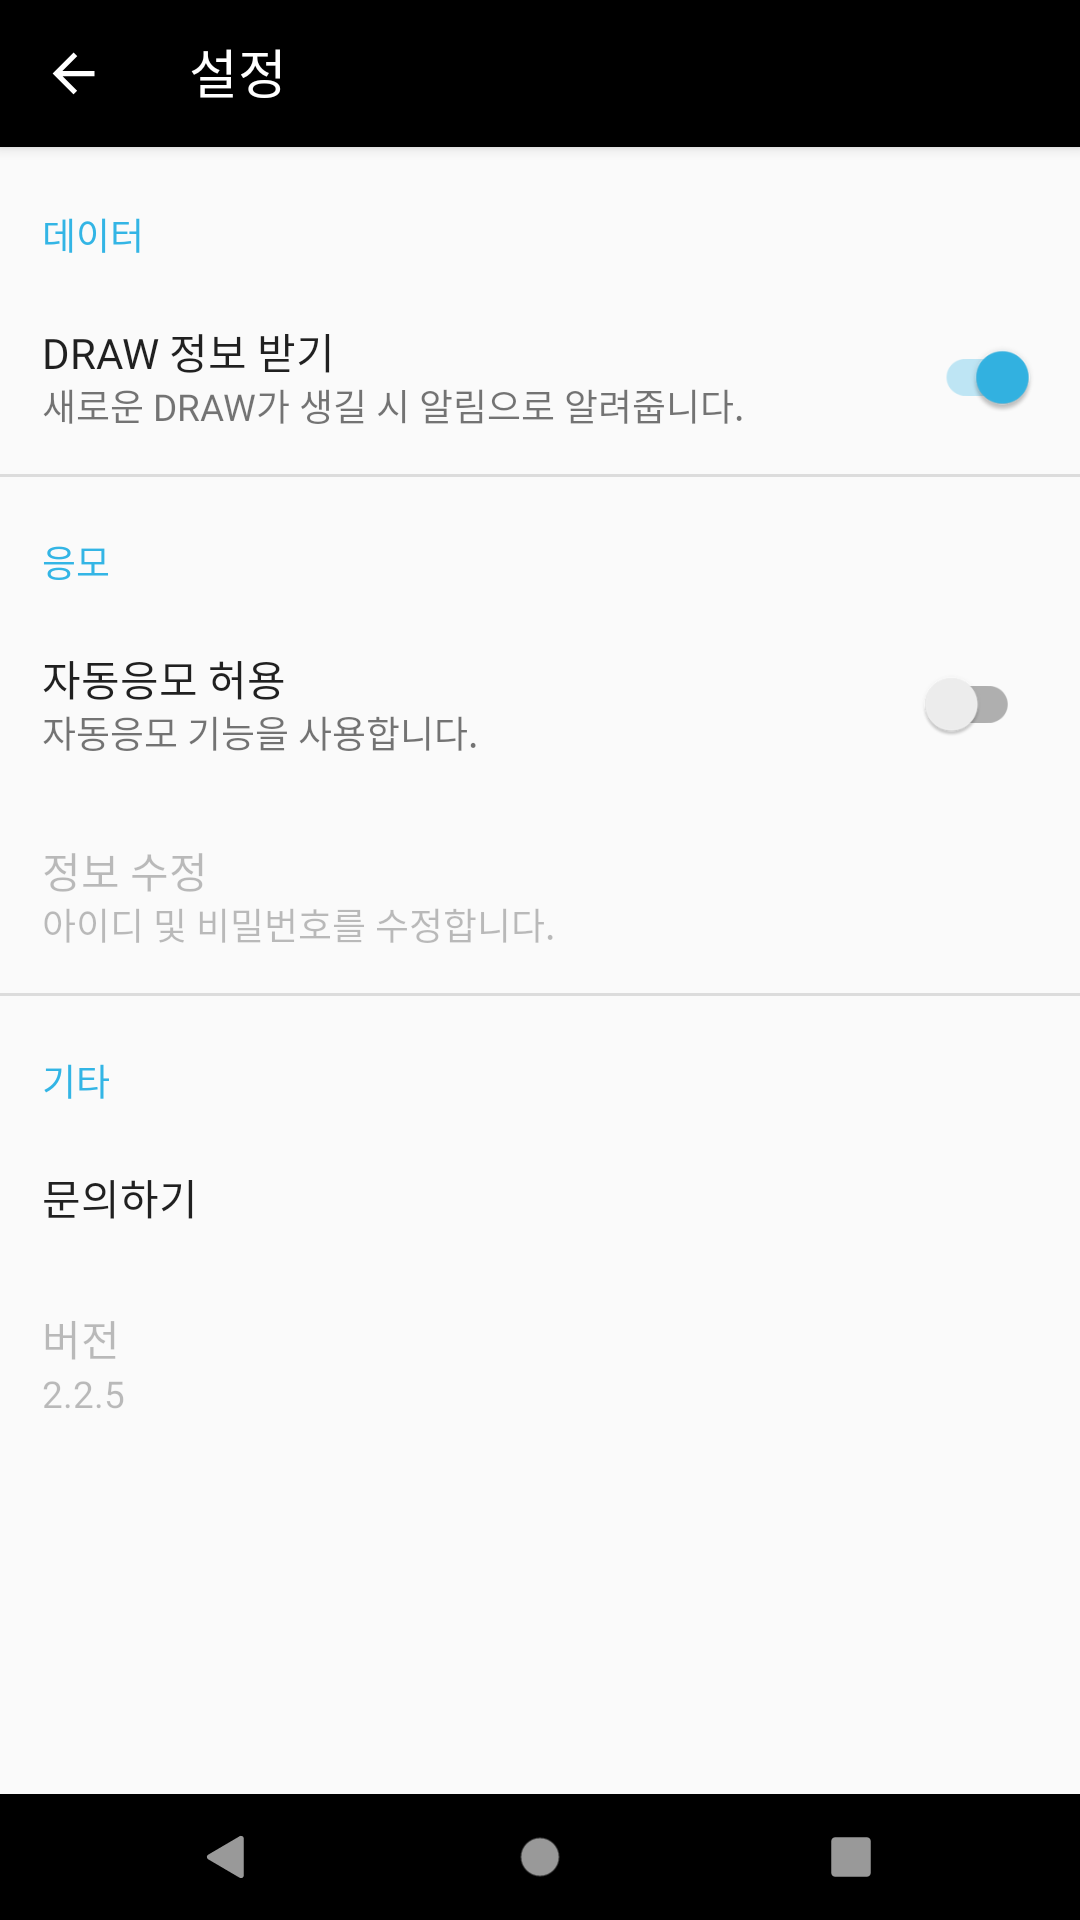 설정
데이터
DRAW 정보 받기
새로운 DRAW가 생길 시 알림으로 알려줍니다.
응모
자동응모 허용
자동응모 기능을 사용합니다.
정보 수정
아이디 및 비밀번호를 수정합니다.
기타
문의하기
버전
2.2.5